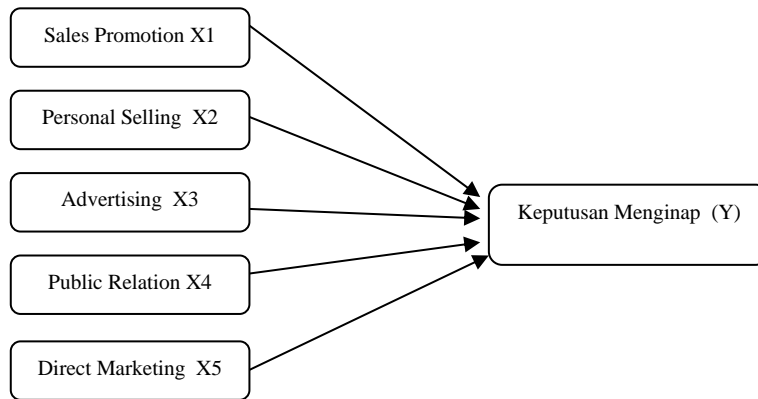 Sales Promotion X1
Personal Selling X2
Advertising X3
Keputusan Menginap (Y)
Public Relation X4
Direct Marketing X5